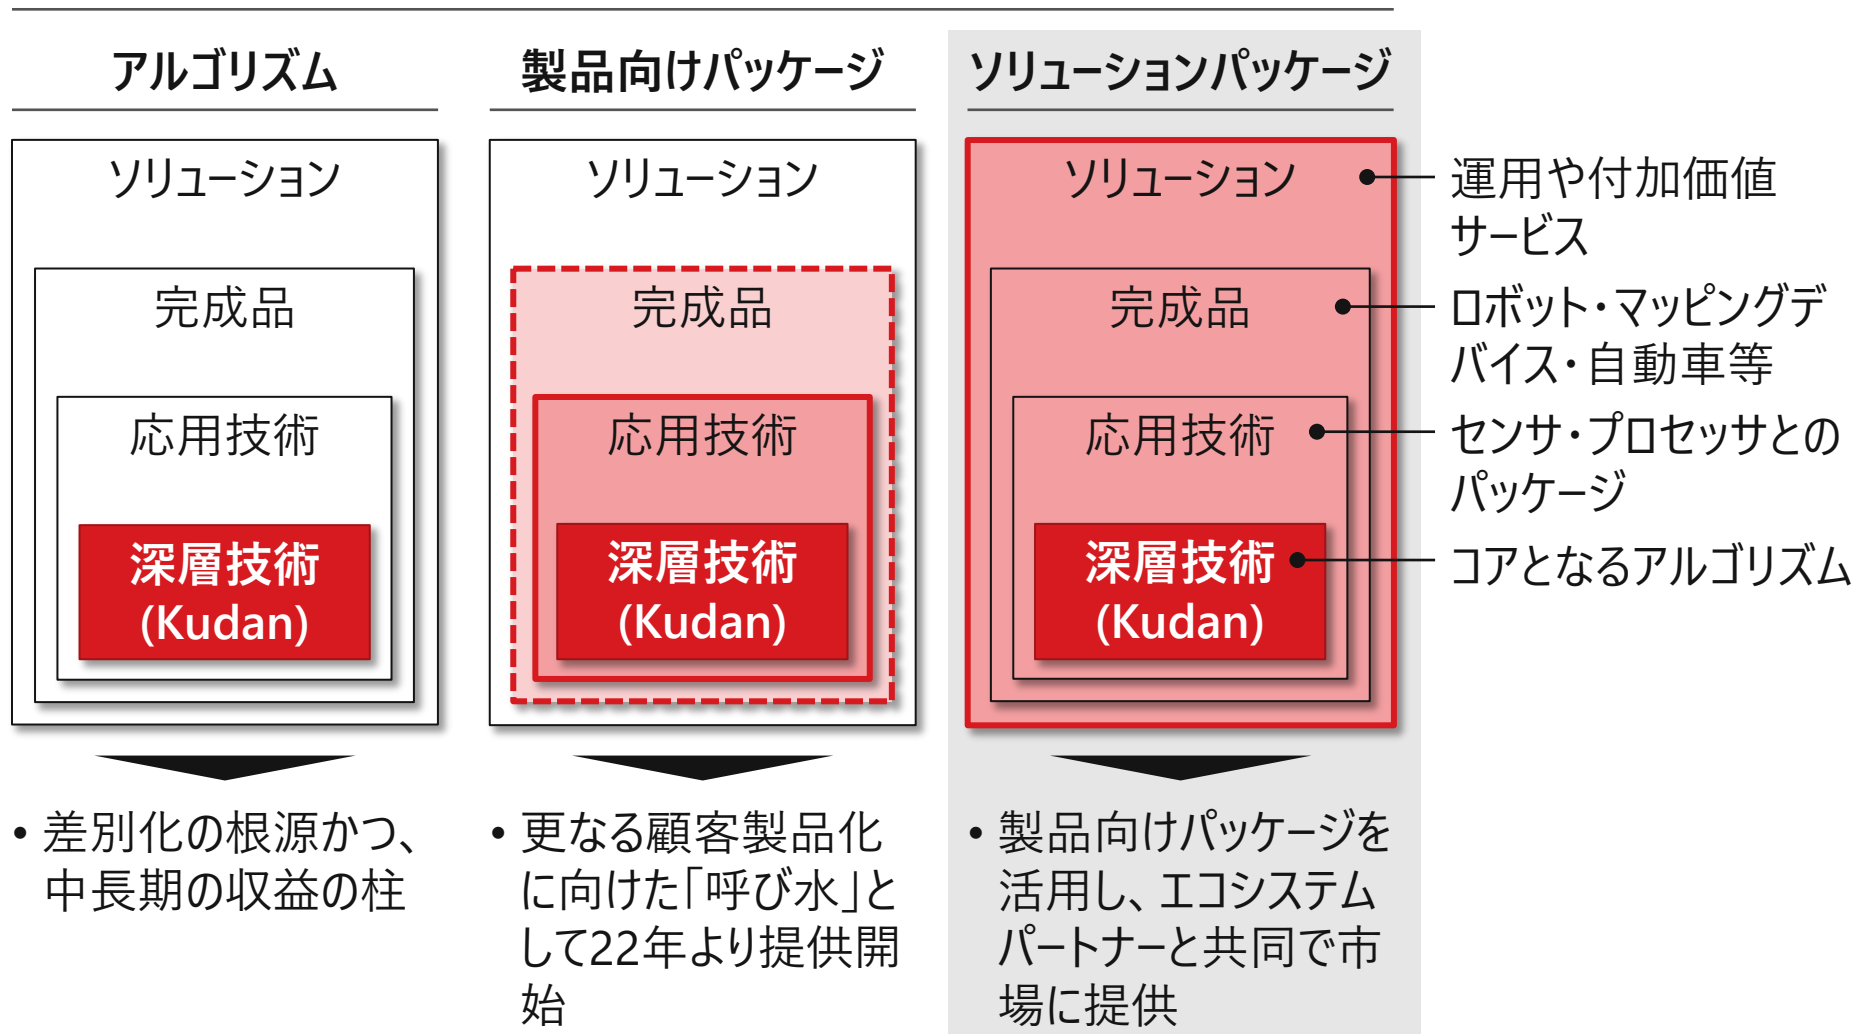 アルゴリズム
ソリューション
完成品
応用技術
深層技術
(Kudan)
• 差別化の根源かつ、
中長期の収益の柱
製品向けパッケージ
ソリューション
完成品
応用技術
深層技術
(Kudan)
• 更なる顧客製品化
に向けた「呼び水」と
して22年より提供開
始
ソリューションパッケージ
ソリューション
完成品
応用技術
深層技術
(Kudan)
• 製品向けパッケージを
活用し、エコシステム
パートナーと共同で市
場に提供
運用や付加価値
サービス
ロボット・マッピングデ
バイス・自動車等
センサ・プロセッサとの
パッケージ
コアとなるアルゴリズム